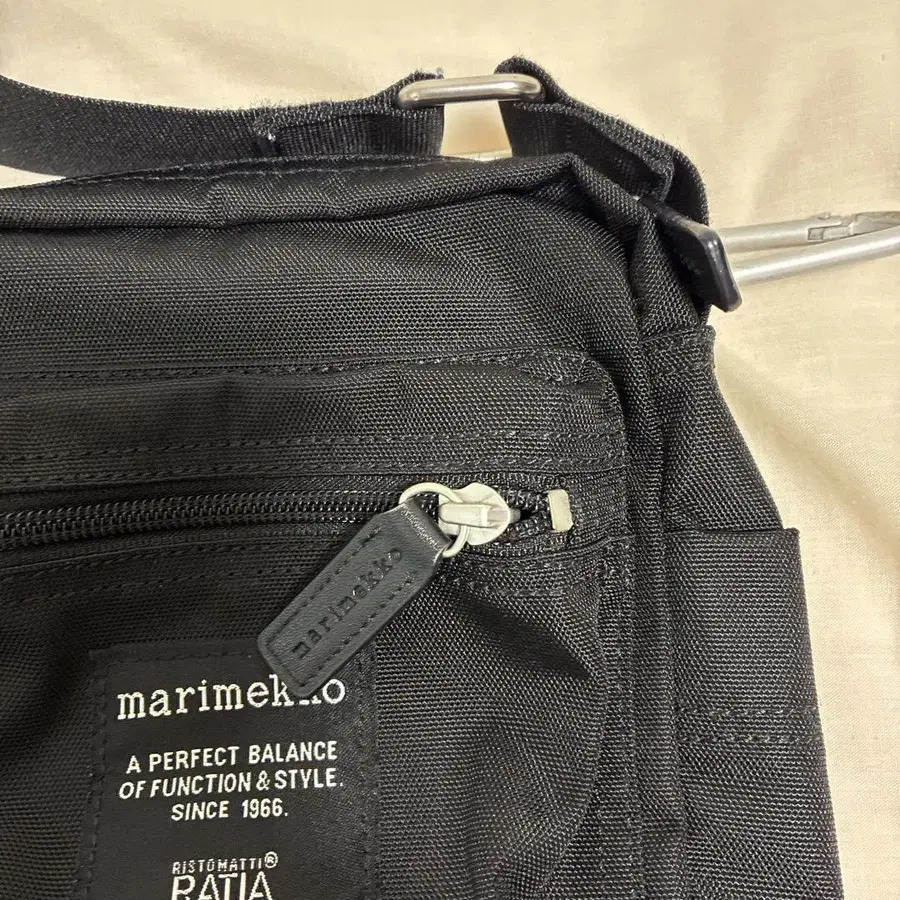 marimekko
marimekko
A PERFECT BALANCE
OF FUNCTION & STYLE.
SINCE 1966.
RISTOMATTI®
RATIA